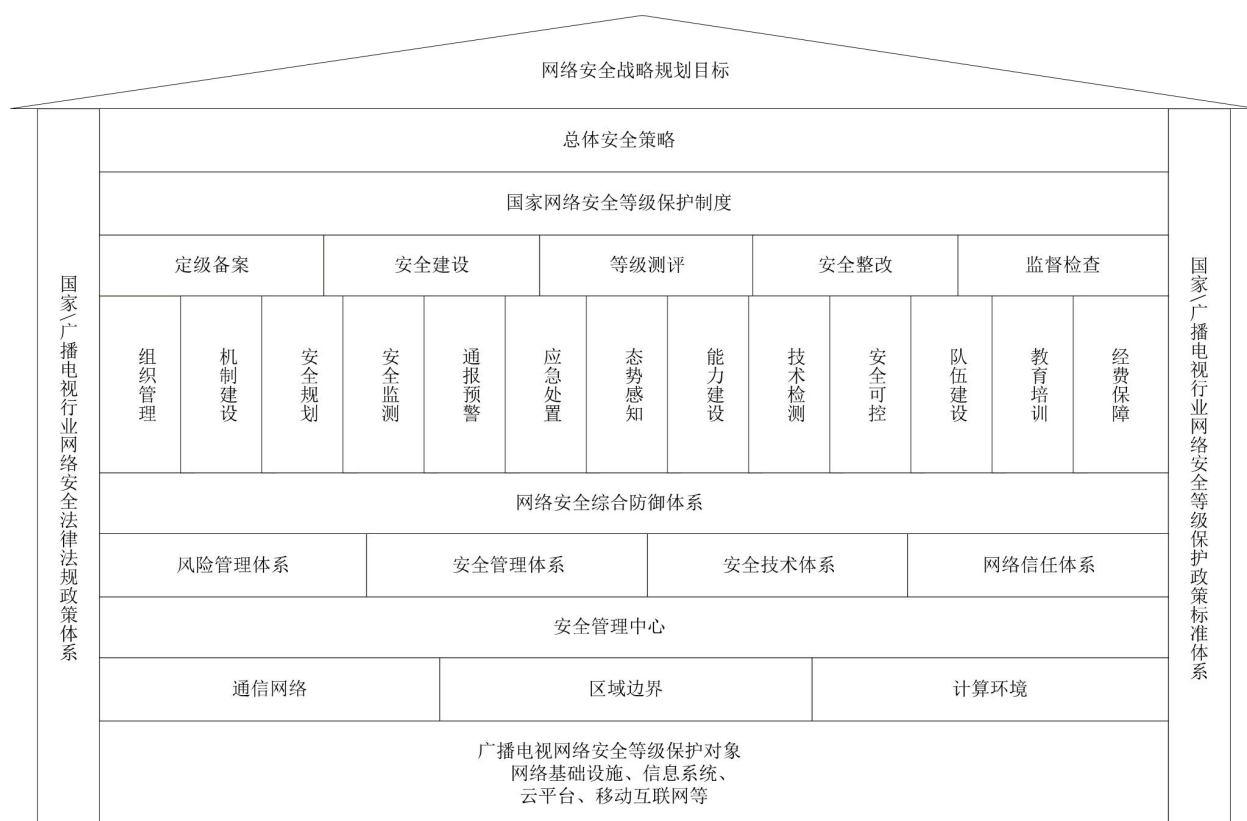 网络安全战略规划目标
总体安全策略
国家网络安全等级保护制度
定级备案
安全建设
等级测评
安全整改
监督检查
国家\广播电视行业网络安全法律法规政策体系
组织管理
机制建设
安全规划
安全监测
通报预警
应急处置
态势感知
能力建设
技术检测
安全可控
队伍建设
教育培训
经费保障
国家\广播电视行业网络安全等级保护政策标准体系
网络安全综合防御体系
风险管理体系
安全管理体系
安全技术体系
网络信任体系
安全管理中心
通信网络
区域边界
计算环境
广播电视网络安全等级保护对象
网络基础设施、信息系统、
云平台、移动互联网等